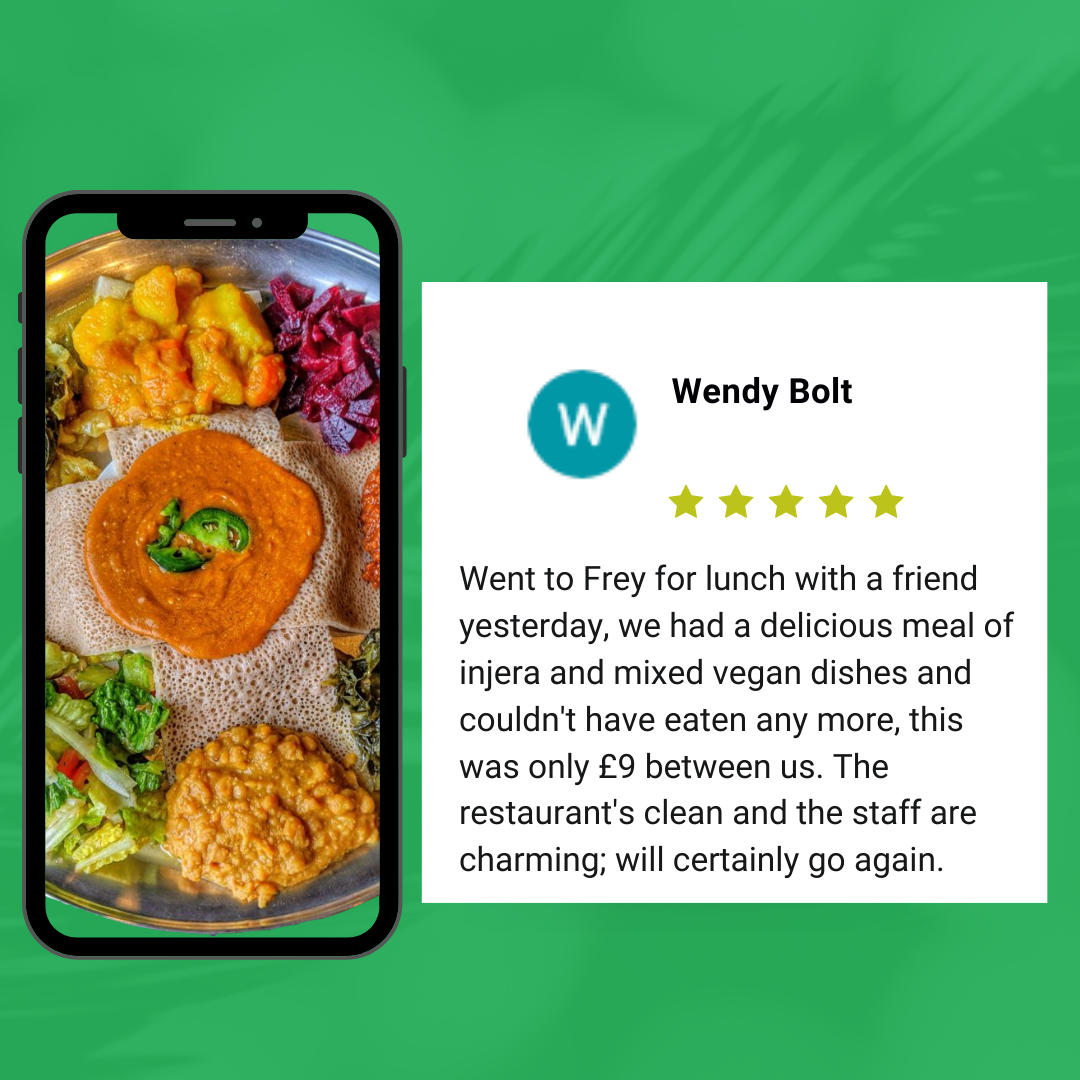 W
Wendy Bolt
Went to Frey for lunch with a friend
yesterday, we had a delicious meal of
injera and mixed vegan dishes and
couldn't have eaten any more, this
was only £9 between us. The
restaurant's clean and the staff are
charming; will certainly go again.